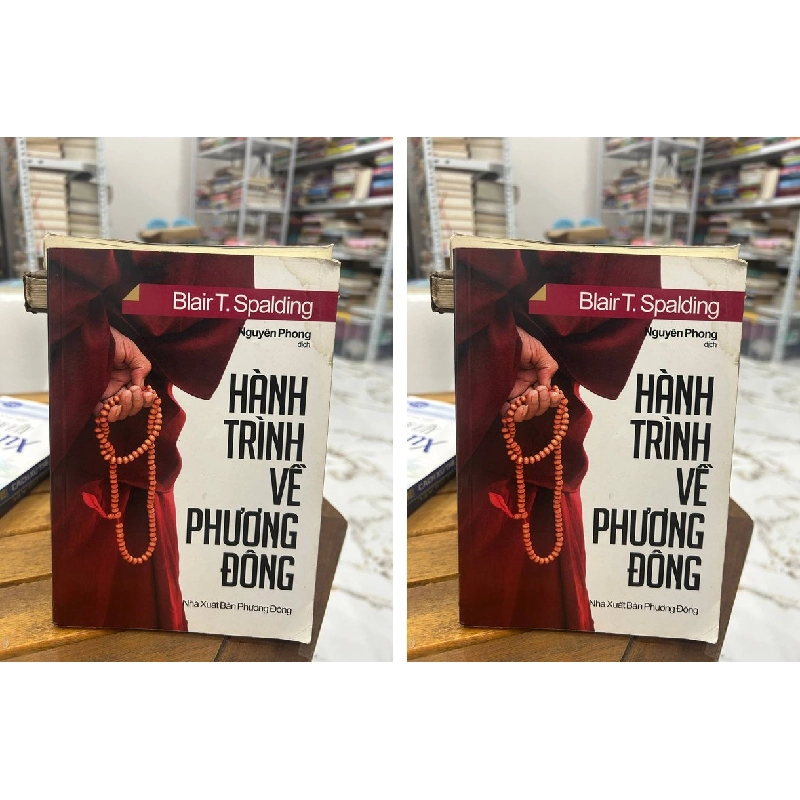 Blair T. Spalding
Nguyên Phong
dịch
HÀNH
TRÌNH
VỀ
PHƯƠNG
ĐÔNG
Nhà Xuất Bản Phương Đông
Blair T. Spalding
Nguyên Phong
dịch
HÀNH
TRÌNH
VỀ
PHƯƠNG
ĐÔNG
Nhà Xuất Bản Phương Đông